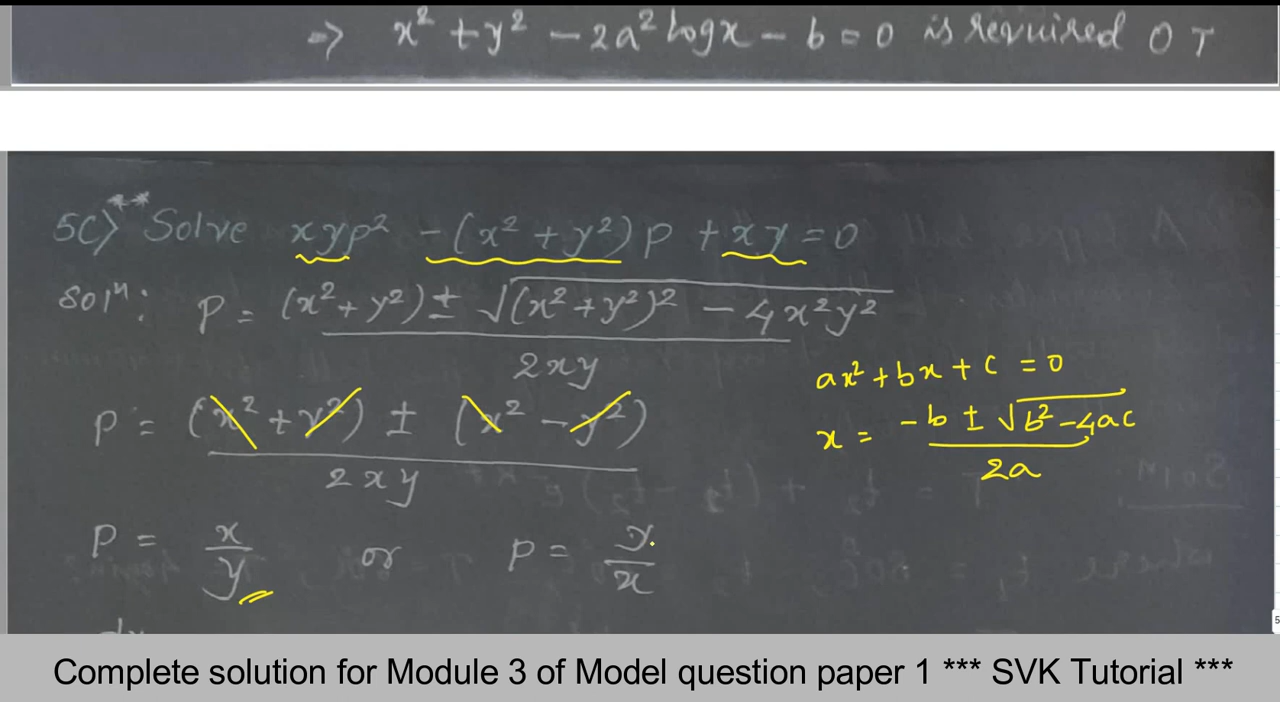 => x² + y² - 2a² log x - b = 0 is required O T
5C) ** Solve xyp² - (x² + y²) p + xy = 0
Solⁿ: p = (x² + y²) ± √(x² + y²)² - 4x²y² / 2xy
ax² + bx + c = 0
p = (x² + y²) ± (x² - y²) / 2xy
x = -b ± √b² - 4ac / 2a
p = x/y or p = y/x
Complete solution for Module 3 of Model question paper 1 *** SVK Tutorial ***